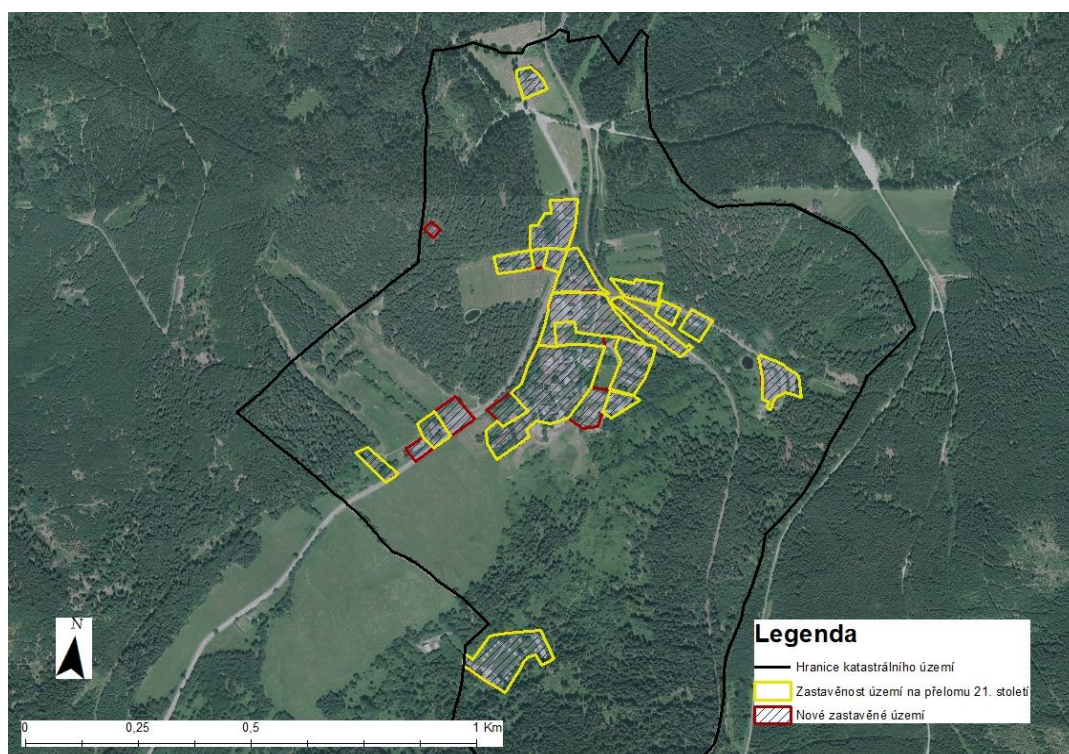 N
Legenda
Hranice katastrálního území
Zastavěnost území na přelomu 21. století
Nové zastavěné území
0 0,25 0,5 1 Km